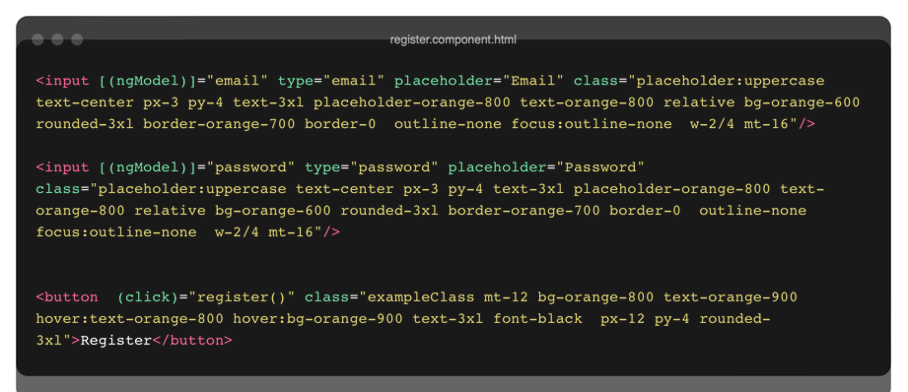 register.component.html
<input [(ngModel)]="email" type="email" placeholder="Email" class="placeholder:uppercase
text-center px-3 py-4 text-3xl placeholder-orange-800 text-orange-800 relative bg-orange-600
rounded-3xl border-orange-700 border-0  outline-none focus:outline-none  w-2/4 mt-16"/>
<input [(ngModel)]="password" type="password" placeholder="Password"
class="placeholder:uppercase text-center px-3 py-4 text-3xl placeholder-orange-800 text-
orange-800 relative bg-orange-600 rounded-3xl border-orange-700 border-0  outline-none
focus:outline-none  w-2/4 mt-16"/>
<button  (click)="register()" class="exampleClass mt-12 bg-orange-800 text-orange-900
hover:text-orange-800 hover:bg-orange-900 text-3xl font-black  px-12 py-4 rounded-
3xl">Register</button>